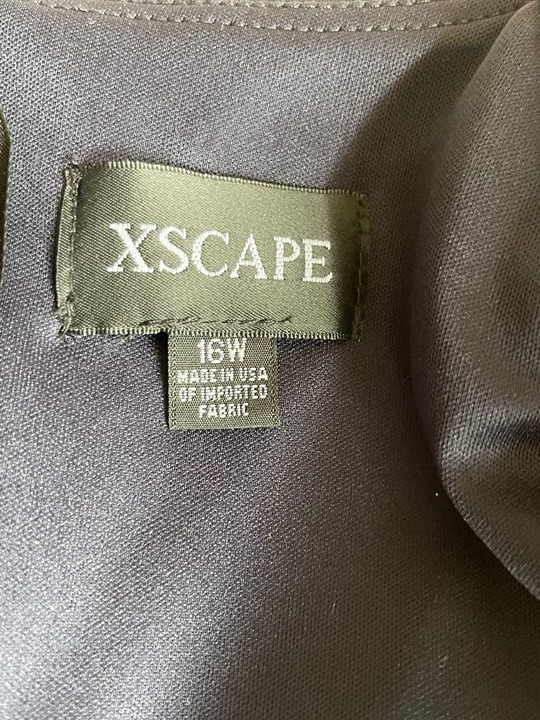 XSCAPE
16W
MADE IN USA
OF IMPORTED
FABRIC